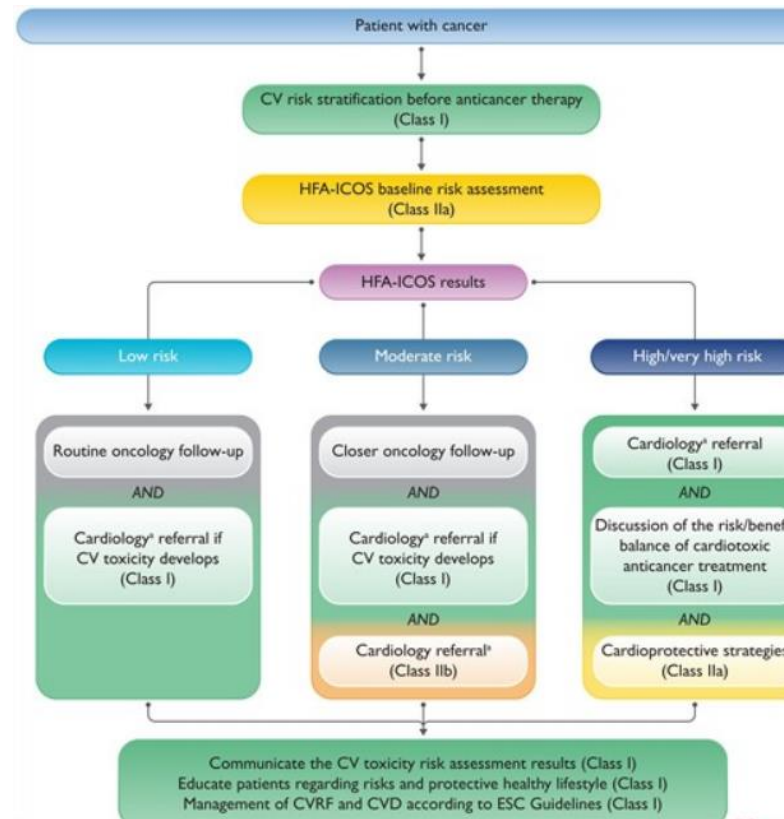 Patient with cancer
CV risk stratification before anticancer therapy
(Class I)
HFA-ICOS baseline risk assessment
(Class IIa)
HFA-ICOS results
Low risk
Moderate risk
High/very high risk
Routine oncology follow-up
AND
Cardiologyª referral if
CV toxicity develops
(Class I)
Closer oncology follow-up
AND
Cardiologyª referral if
CV toxicity develops
(Class I)
AND
Cardiology referralª
(Class IIb)
Cardiologyª referral
(Class I)
AND
Discussion of the risk/benef
balance of cardiotoxic
anticancer treatment
(Class I)
AND
Cardioprotective strategies
(Class IIa)
Communicate the CV toxicity risk assessment results (Class I)
Educate patients regarding risks and protective healthy lifestyle (Class I)
Management of CVRF and CVD according to ESC Guidelines (Class I)